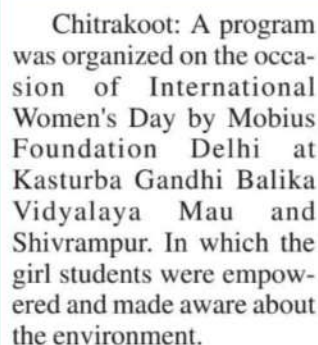 Chitrakoot: A program
was organized on the occa-
sion of International
Women's Day by Mobius
Foundation Delhi at
Kasturba Gandhi Balika
Vidyalaya Mau and
Shivrampur. In which the
girl students were empow-
ered and made aware about
the environment.